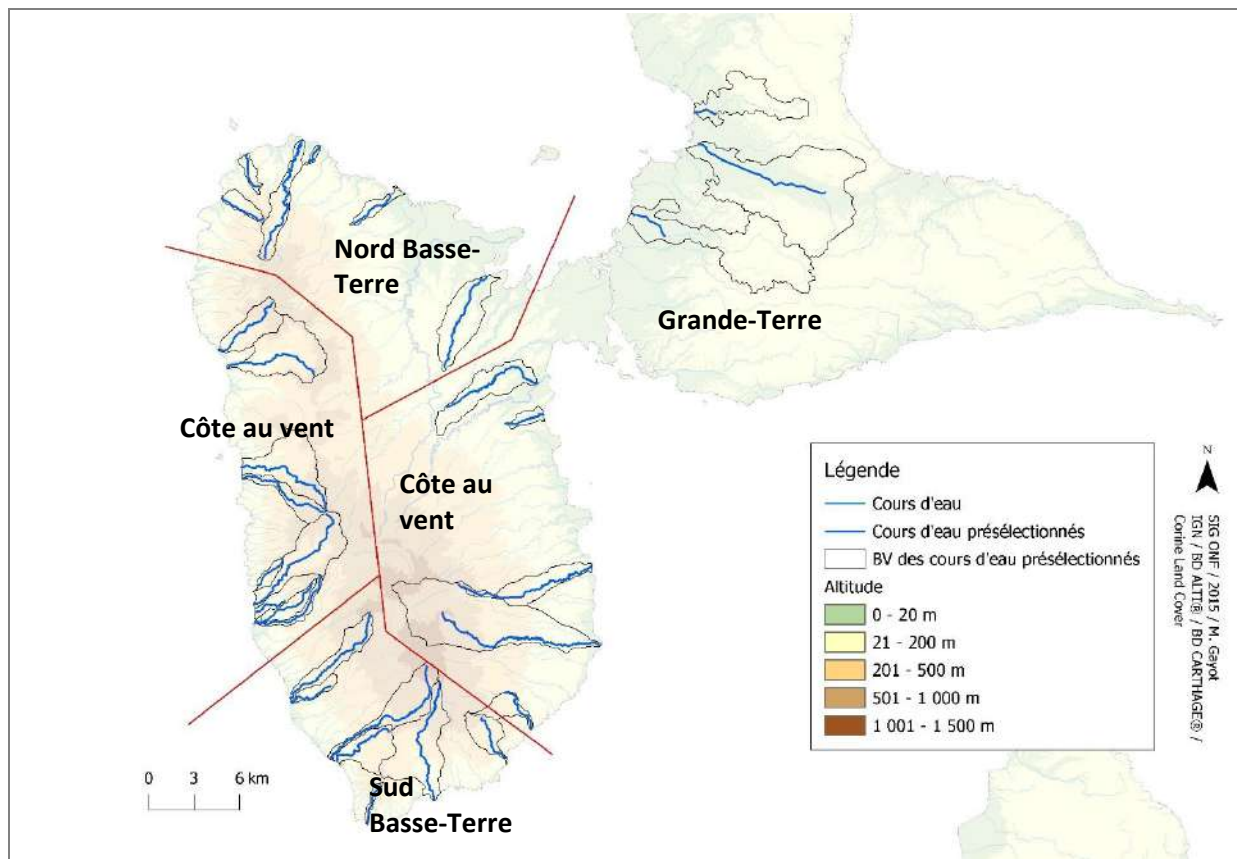 Nord Basse-
Terre
Grande-Terre
Côte au vent
Côte au
vent
Sud
Basse-Terre
0 3 6 km
Légende
Cours d'eau
Cours d'eau présélectionnés
BV des cours d'eau présélectionnés
Altitude
0 - 20 m
21 - 200 m
201 - 500 m
501 - 1 000 m
1 001 - 1 500 m
N
SIG ONF / 2015 / M. Gayot
IGN / BD ALTI® / BD CARTHAGE® /
Corine Land Cover